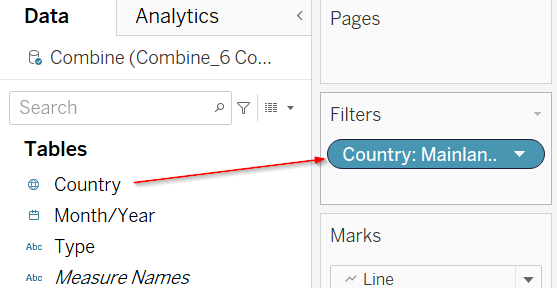 Data
Analytics
Combine (Combine_6 Co...
Search
Tables
Country
Month/Year
Abc Type
Abc Measure Names
Pages
Filters
Country: Mainlan..
Marks
Line